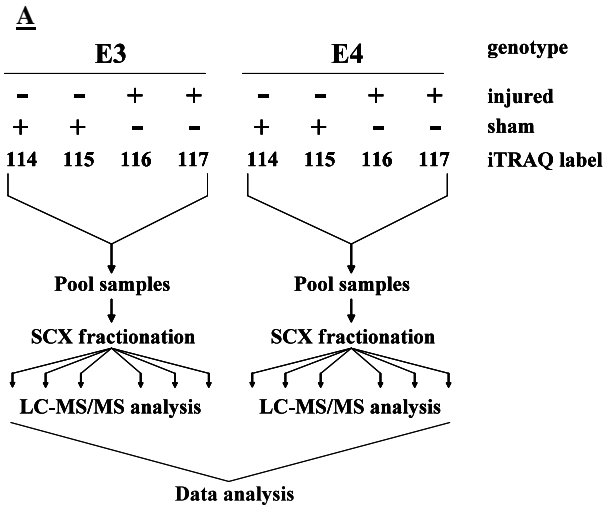 A
E3 E4 genotype
- - + + - - + + injured
+ + - - + + - - sham
114 115 116 117 114 115 116 117 iTRAQ label
Pool samples Pool samples
SCX fractionation SCX fractionation
LC-MS/MS analysis LC-MS/MS analysis
Data analysis